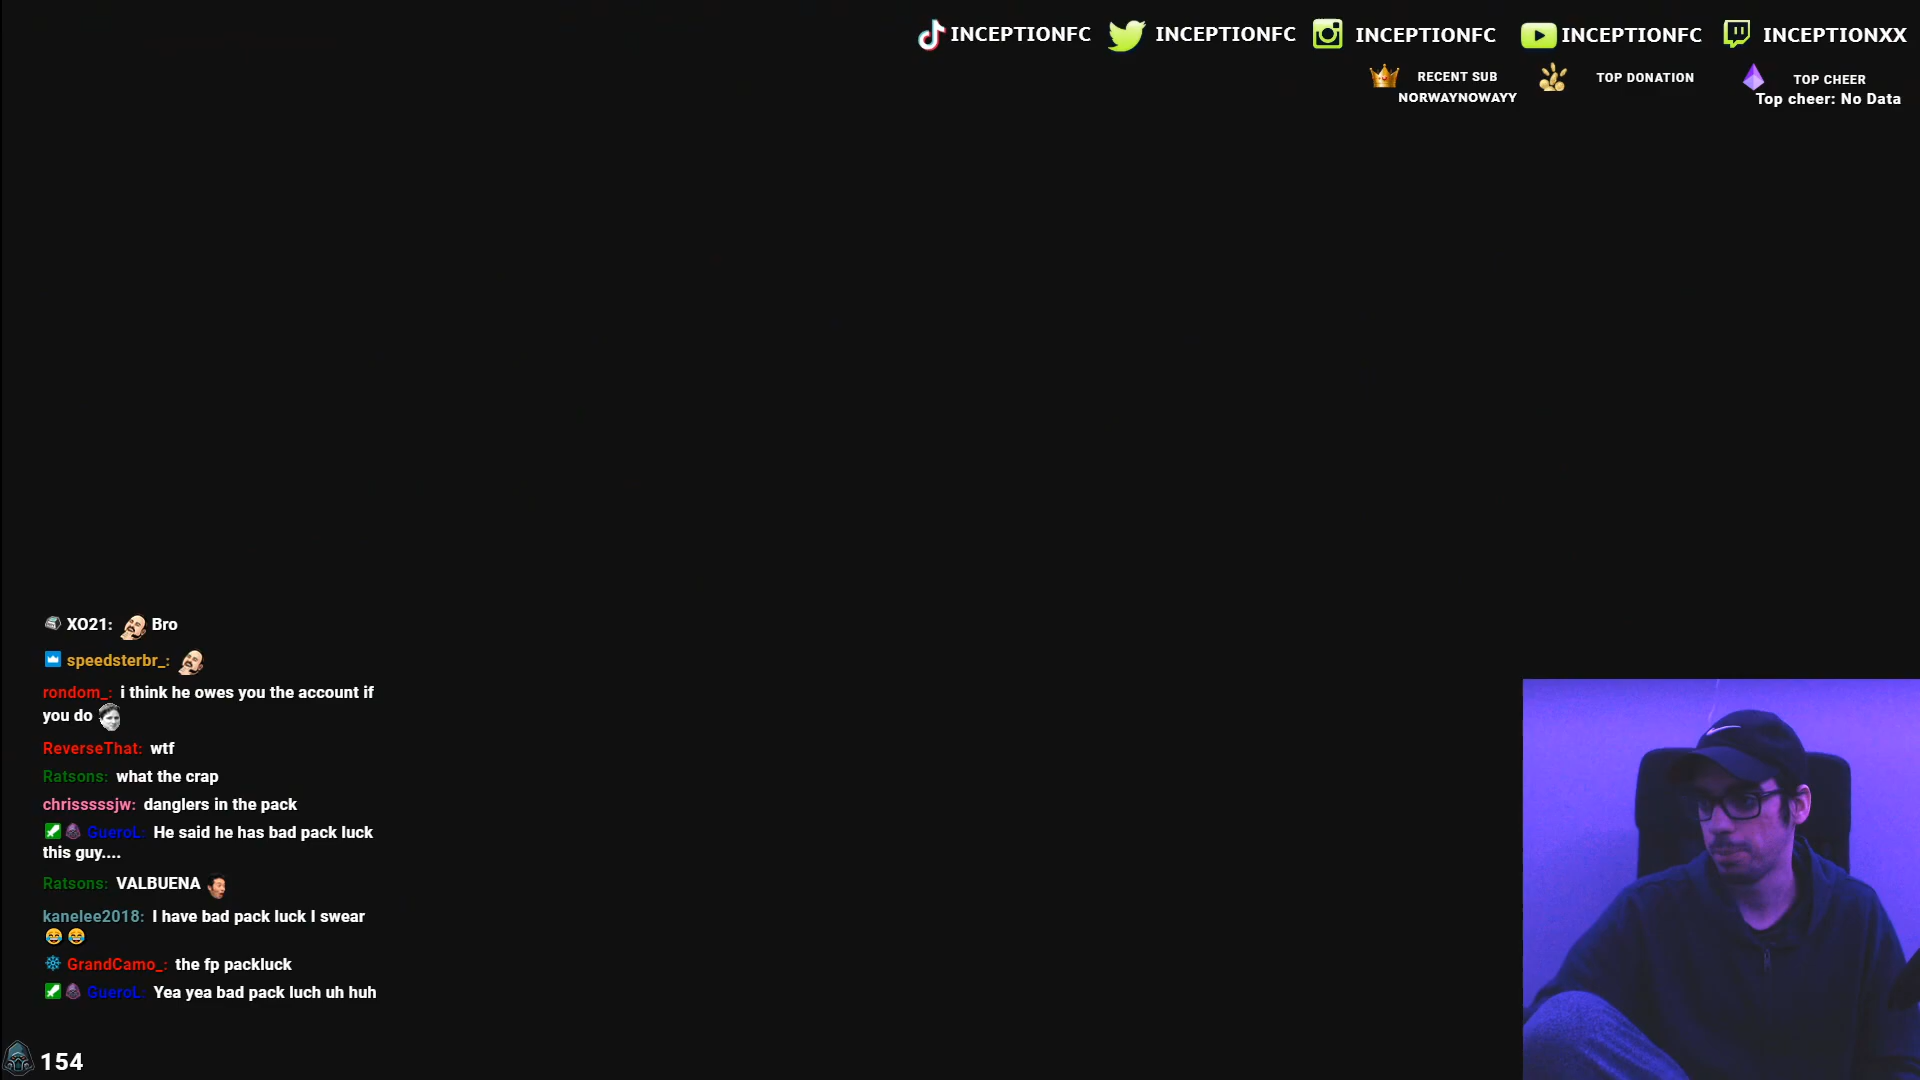 INCEPTIONFC INCEPTIONFC INCEPTIONFC INCEPTIONFC INCEPTIONXX
RECENT SUB TOP DONATION TOP CHEER
NORWAYNOWAYY Top cheer: No Data
XO21: Bro
speedsterbr_:
rondom_: i think he owes you the account if
you do
ReverseThat: wtf
Ratsons: what the crap
chrisssssjw: danglers in the pack
GueroL: He said he has bad pack luck
this guy....
Ratsons: VALBUENA
kanelee2018: I have bad pack luck I swear
😂 😂
GrandCamo_: the fp packluck
GueroL: Yea yea bad pack luch uh huh
154